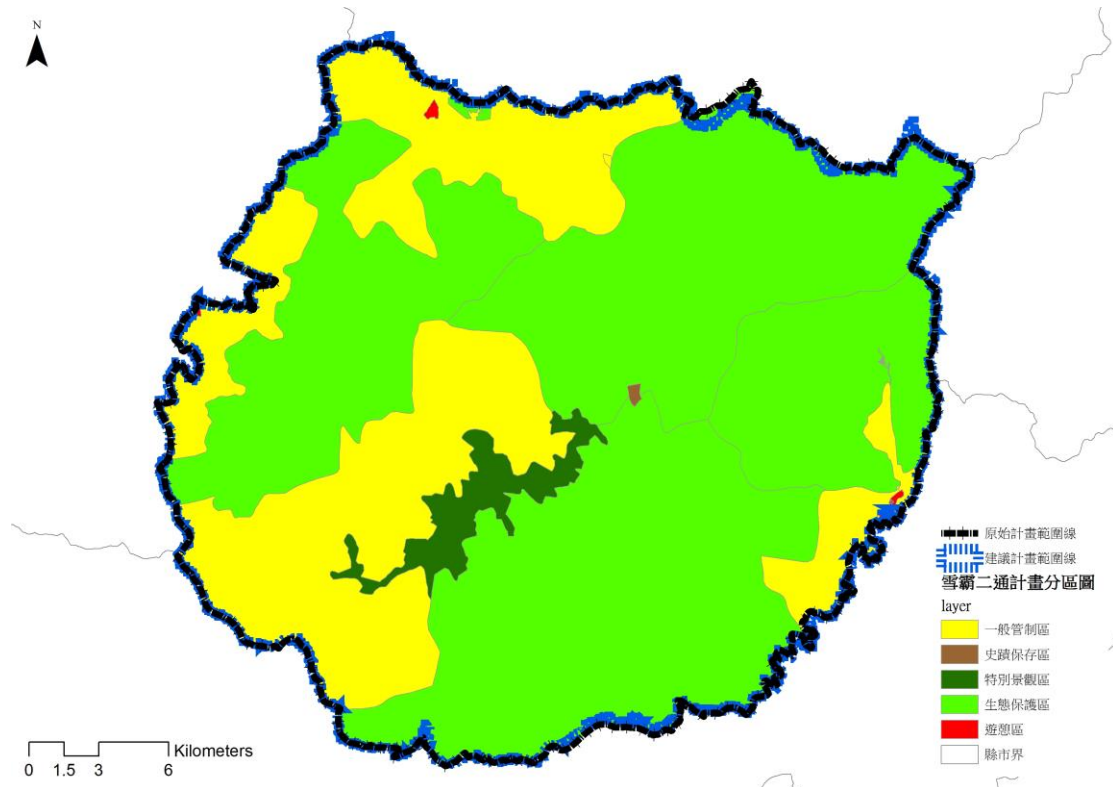 N
原始計畫範圍線
建議計畫範圍線
雪霸二通計畫分區圖
layer
一般管制區
史蹟保存區
特別景觀區
生態保護區
遊憩區
縣市界
Kilometers
0 1.5 3 6